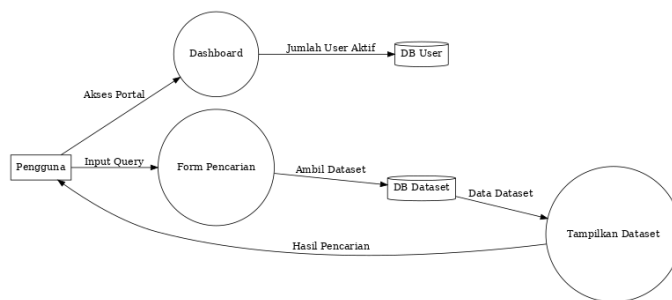 Dashboard
Jumlah User Aktif
DB User
Akses Portal
Pengguna
Input Query
Form Pencarian
Ambil Dataset
DB Dataset
Data Dataset
Tampilkan Dataset
Hasil Pencarian